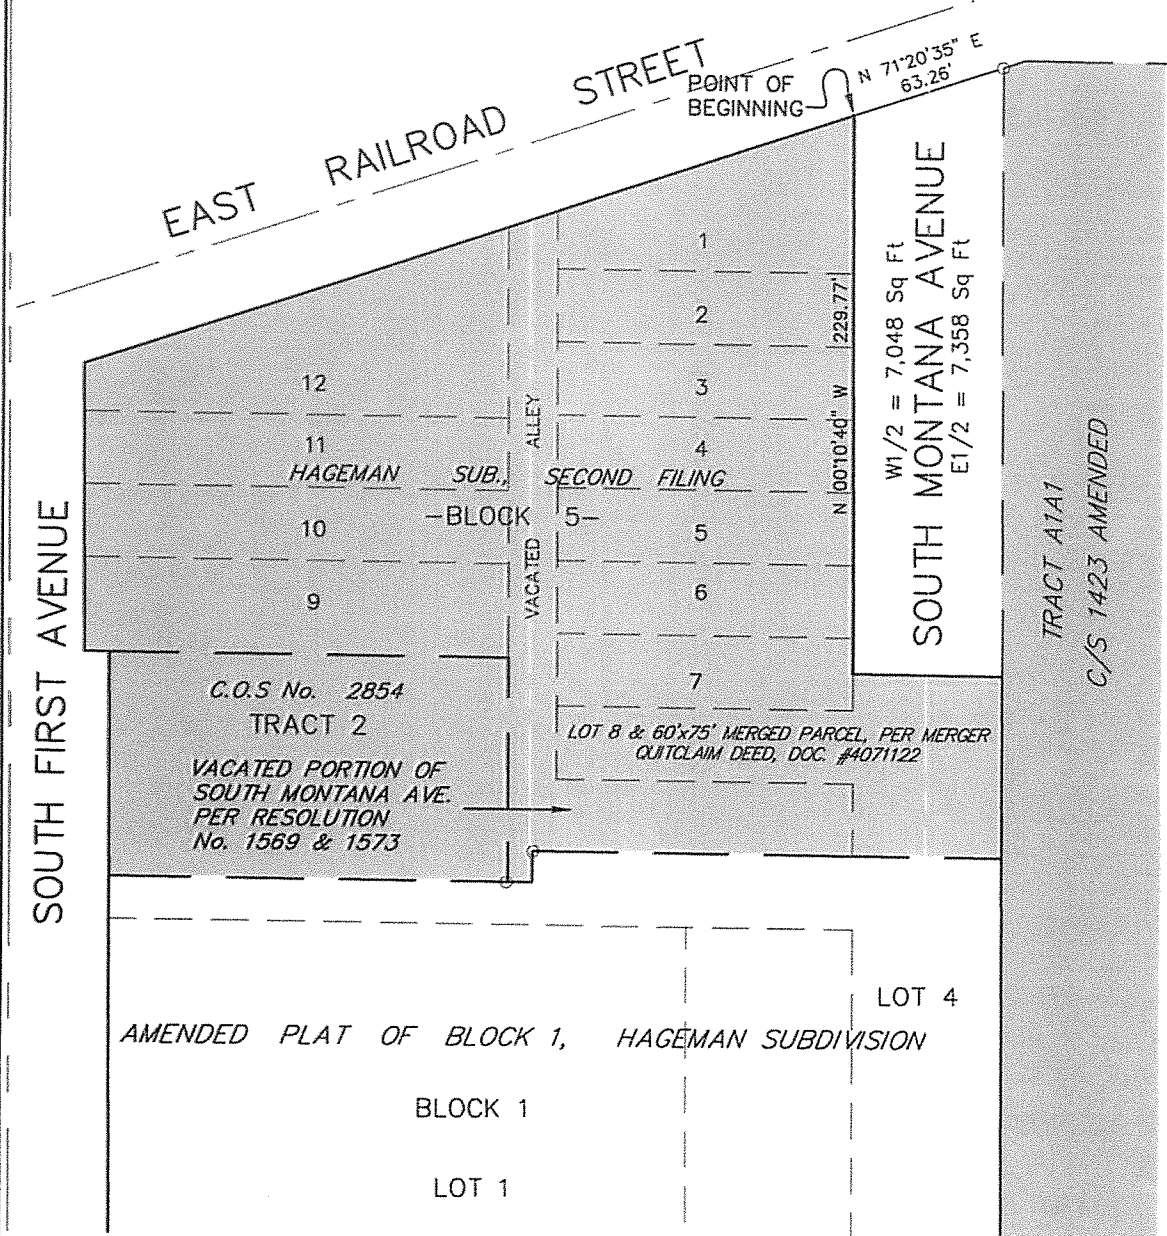 EAST RAILROAD STREET
POINT OF
BEGINNING
N 71°20'35" E
63.26'
1
2
3
4
5
6
7
12
11
10
9
229.77'
N 00°10'40" W
W1/2 = 7,048 Sq Ft
SOUTH MONTANA AVENUE
E1/2 = 7,358 Sq Ft
VACATED ALLEY
HAGEMAN SUB., SECOND FILING
-BLOCK 5-
SOUTH FIRST AVENUE
TRACT A1A1
C/S 1423 AMENDED
C.O.S No. 2854
TRACT 2
VACATED PORTION OF
SOUTH MONTANA AVE.
PER RESOLUTION
No. 1569 & 1573
LOT 8 & 60'x75' MERGED PARCEL, PER MERGER
QUITCLAIM DEED, DOC. #4071122
LOT 4
AMENDED PLAT OF BLOCK 1, HAGEMAN SUBDIVISION
BLOCK 1
LOT 1